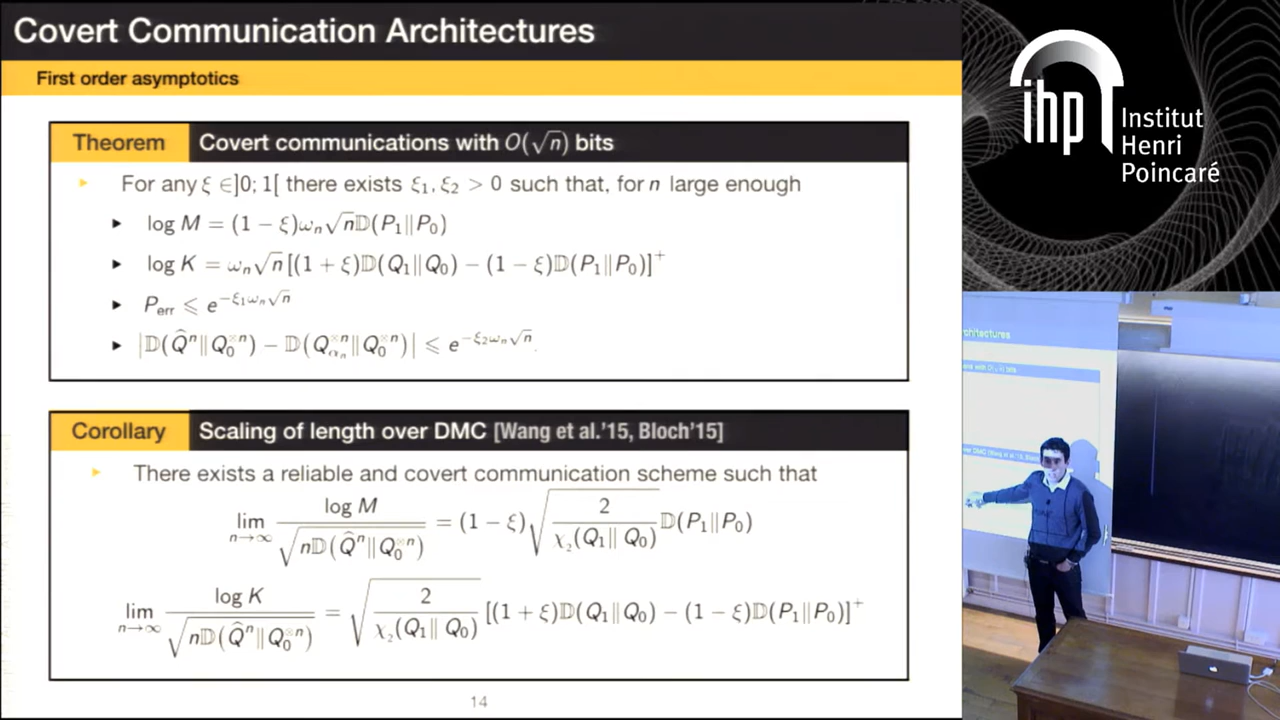 Covert Communication Architectures
First order asymptotics
Theorem Covert communications with O(√n) bits
For any ξ ∈]0; 1[ there exists ξ₁, ξ₂ > 0 such that, for n large enough
log M = (1 − ξ)ωₙ√n𝔻(P₁‖P₀)
log K = ωₙ√n[(1 + ξ)𝔻(Q₁‖Q₀) − (1 − ξ)𝔻(P₁‖P₀)]⁺
P_err ⩽ e^{−ξ₁ωₙ√n}
|𝔻(Q̂ⁿ‖Q₀^{⊗n}) − 𝔻(Q_{αₙ}^{⊗n}‖Q₀^{⊗n})| ⩽ e^{−ξ₂ωₙ√n}.
Corollary Scaling of length over DMC [Wang et al.'15, Bloch'15]
There exists a reliable and covert communication scheme such that
lim_{n→∞} log M / √(n𝔻(Q̂ⁿ‖Q₀^{⊗n})) = (1 − ξ)√(2 / χ₂(Q₁‖Q₀)) 𝔻(P₁‖P₀)
lim_{n→∞} log K / √(n𝔻(Q̂ⁿ‖Q₀^{⊗n})) = √(2 / χ₂(Q₁‖Q₀)) [(1 + ξ)𝔻(Q₁‖Q₀) − (1 − ξ)𝔻(P₁‖P₀)]⁺
14
ihp
Institut
Henri
Poincaré